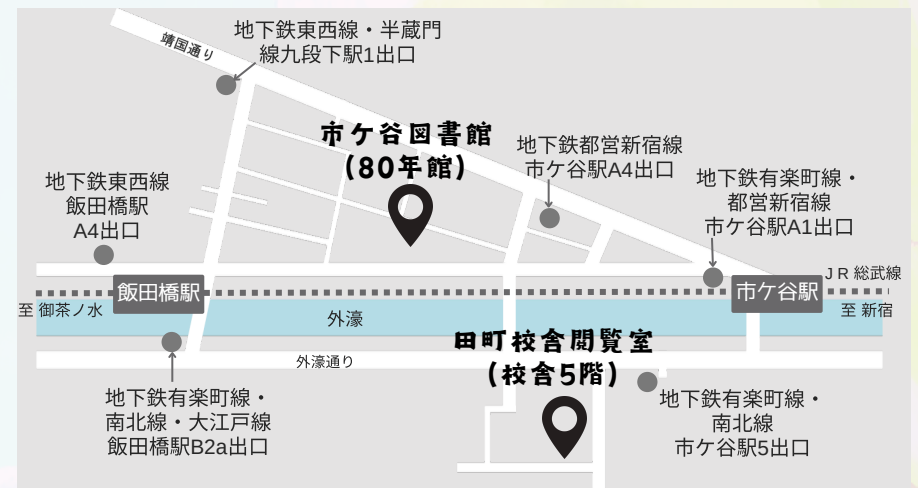 靖国通り
地下鉄東西線・半蔵門
線九段下駅1出口
市ケ谷図書館
(80年館)
地下鉄都営新宿線
市ケ谷駅A4出口
地下鉄有楽町線・
都営新宿線
市ケ谷駅A1出口
地下鉄東西線
飯田橋駅
A4出口
JR 総武線
飯田橋駅
市ケ谷駅
至 御茶ノ水
外濠
至 新宿
田町校舎閲覧室
(校舎5階)
外濠通り
地下鉄有楽町線・
南北線・大江戸線
飯田橋駅B2a出口
地下鉄有楽町線・
南北線
市ケ谷駅5出口